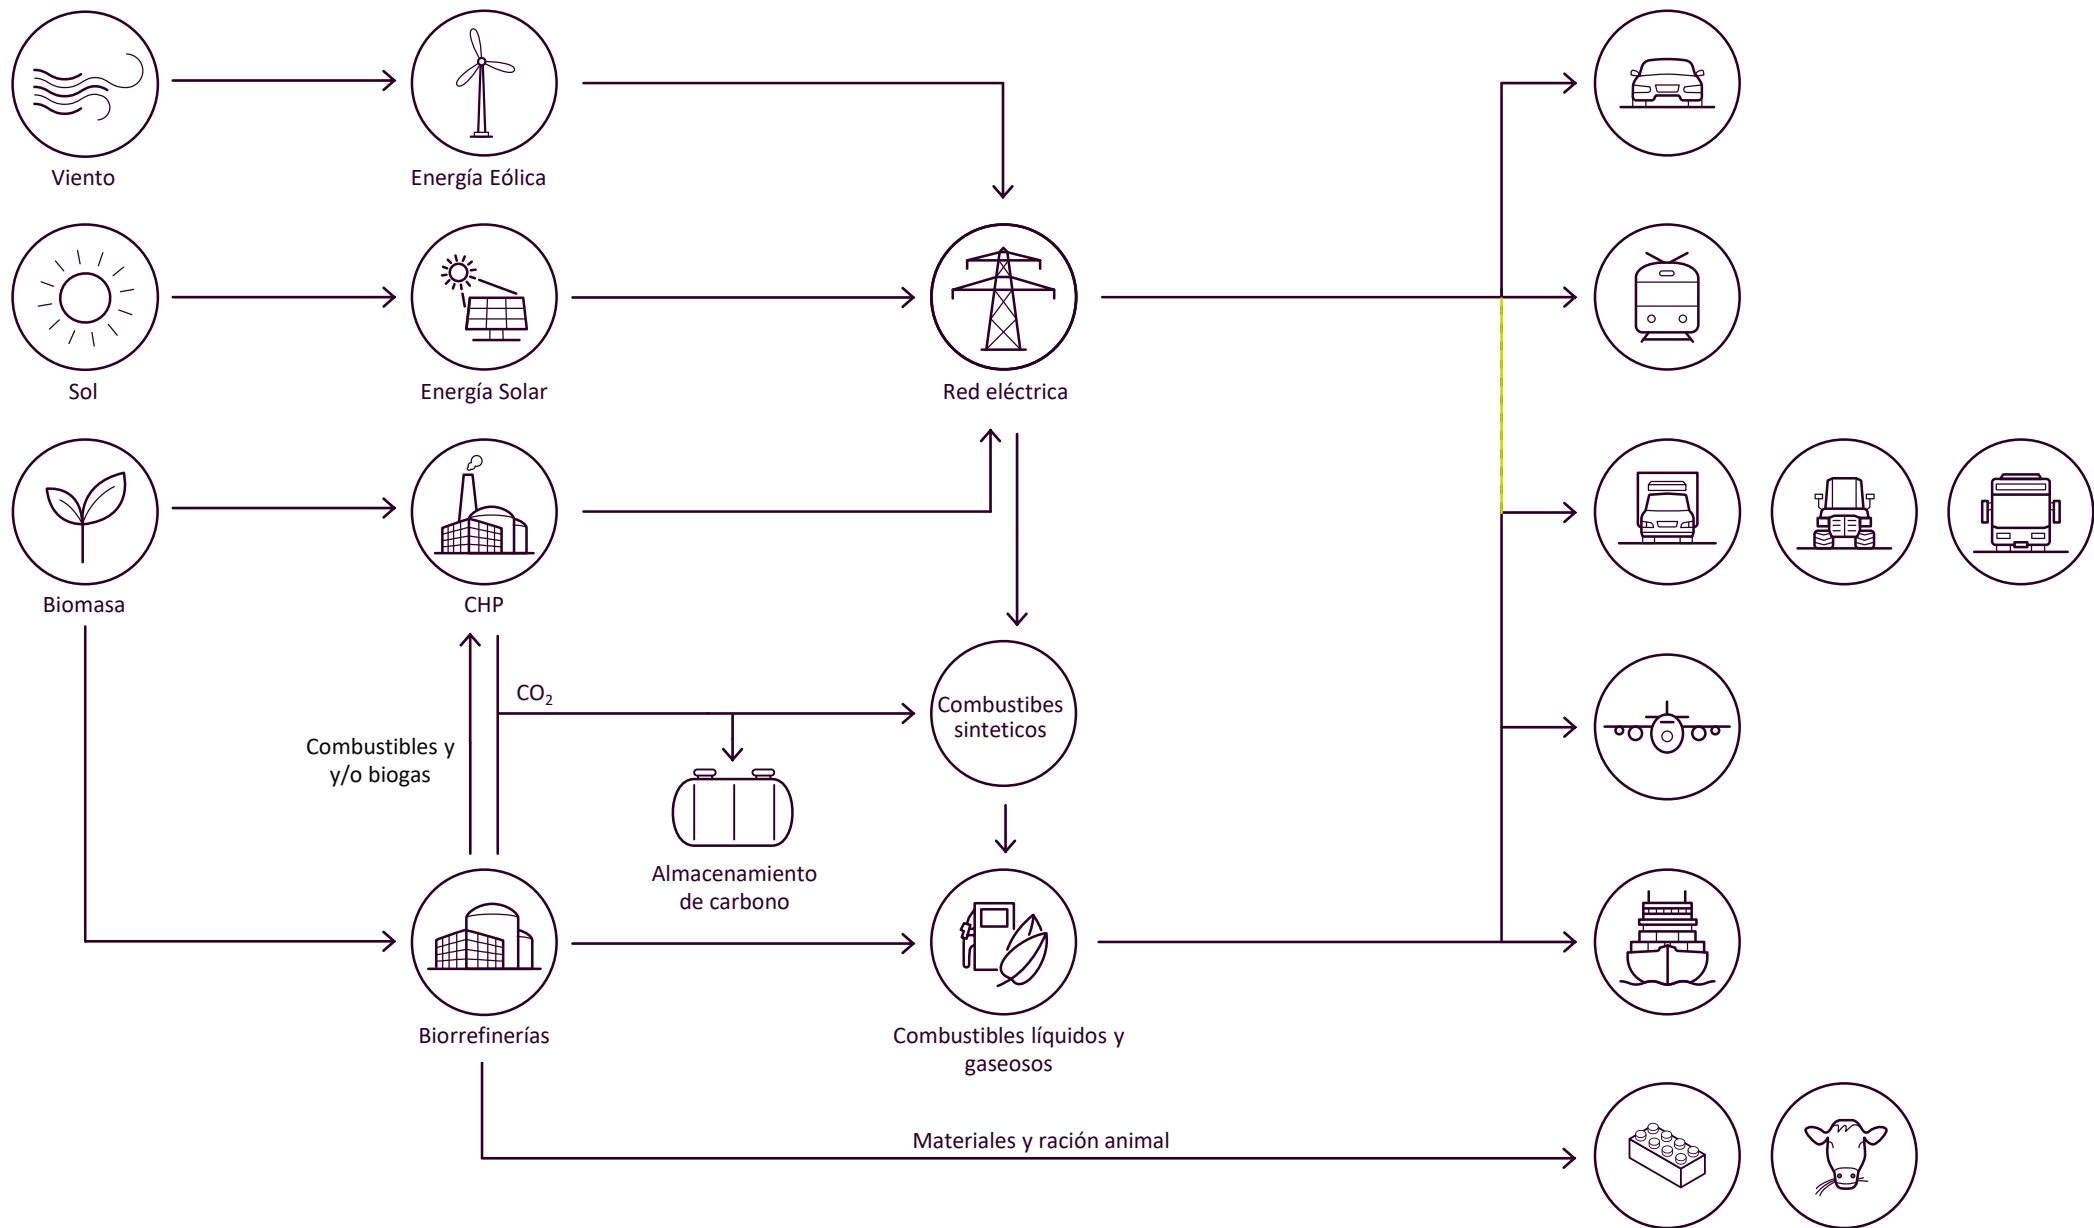 Viento
Energía Eólica
Sol
Energía Solar
Red eléctrica
Biomasa
CHP
CO₂
Combustibles y
y/o biogas
Combustibes
sinteticos
Almacenamiento
de carbono
Biorrefinerías
Combustibles líquidos y
gaseosos
Materiales y ración animal